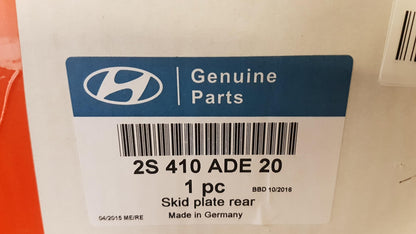 Genuine
Parts
2S 410 ADE 20
1 pc
BBD 10/2016
Skid plate rear
04/2015 ME/RE
Made in Germany